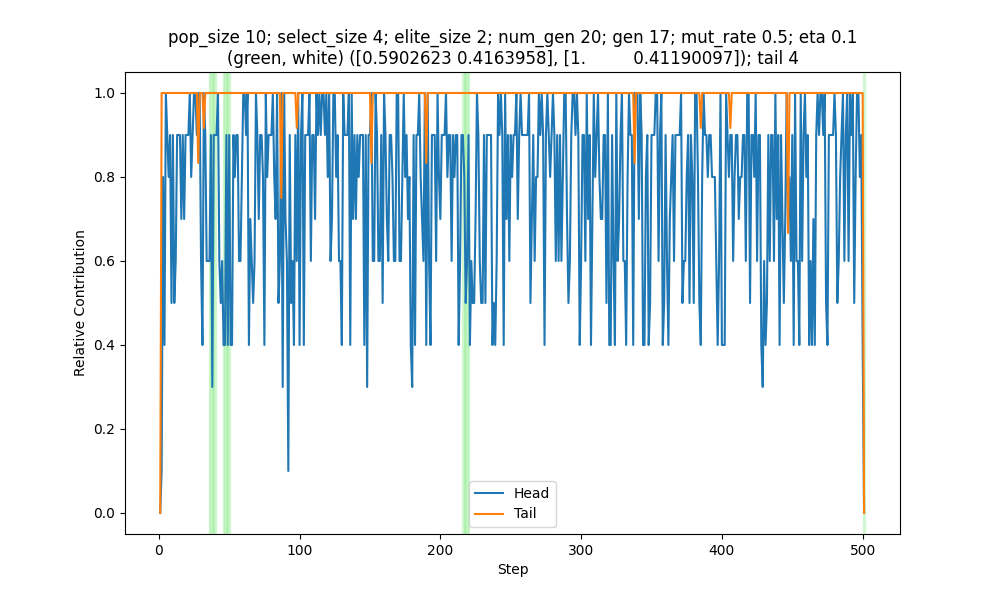 pop_size 10; select_size 4; elite_size 2; num_gen 20; gen 17; mut_rate 0.5; eta 0.1
(green, white) ([0.5902623 0.4163958], [1.         0.41190097]); tail 4
1.0
0.8
0.6
0.4
0.2
0.0
Relative Contribution
Head
Tail
0
100
200
300
400
500
Step